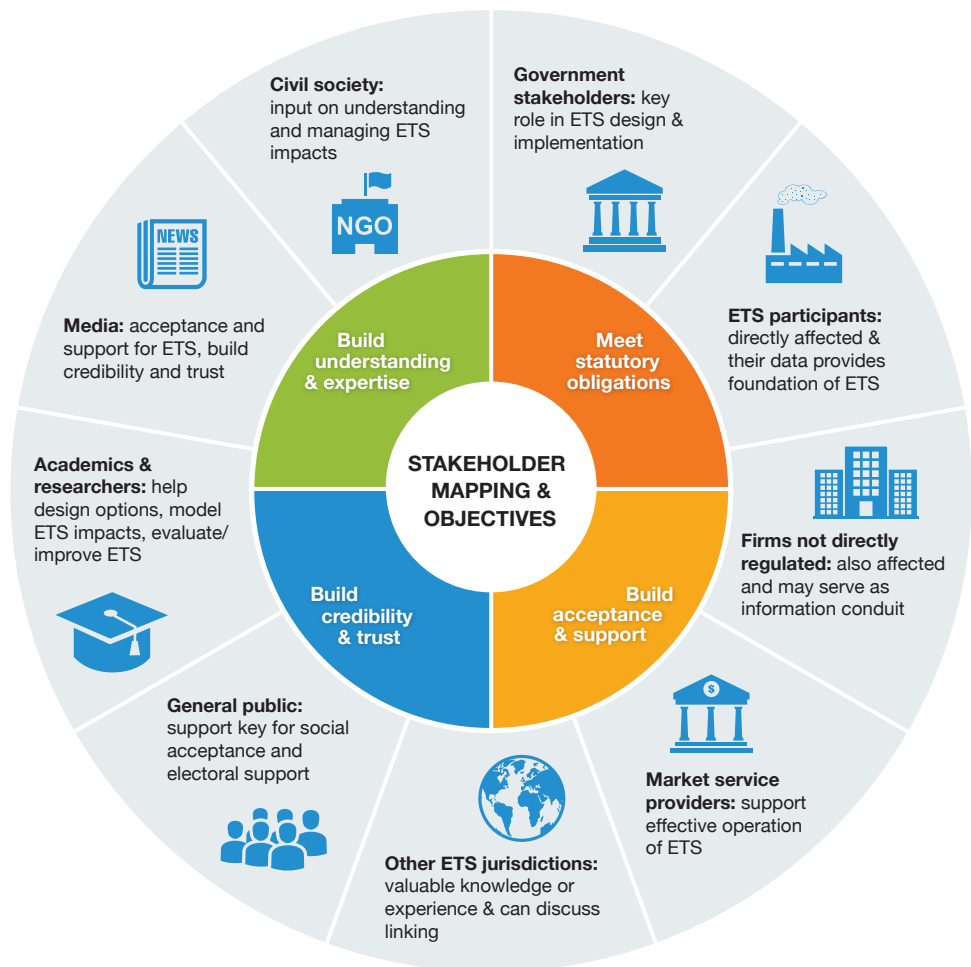 Civil society:
input on understanding
and managing ETS
impacts
NGO
Government
stakeholders: key
role in ETS design &
implementation
ETS participants:
directly affected &
their data provides
foundation of ETS
Firms not directly
regulated: also affected
and may serve as
information conduit
$
Market service
providers: support
effective operation
of ETS
Other ETS jurisdictions:
valuable knowledge or
experience & can discuss
linking
General public:
support key for social
acceptance and
electoral support
Academics &
researchers: help
design options, model
ETS impacts, evaluate/
improve ETS
NEWS
Media: acceptance and
support for ETS, build
credibility and trust
Build
understanding
& expertise
Meet
statutory
obligations
STAKEHOLDER
MAPPING &
OBJECTIVES
Build
credibility
& trust
Build
acceptance
& support